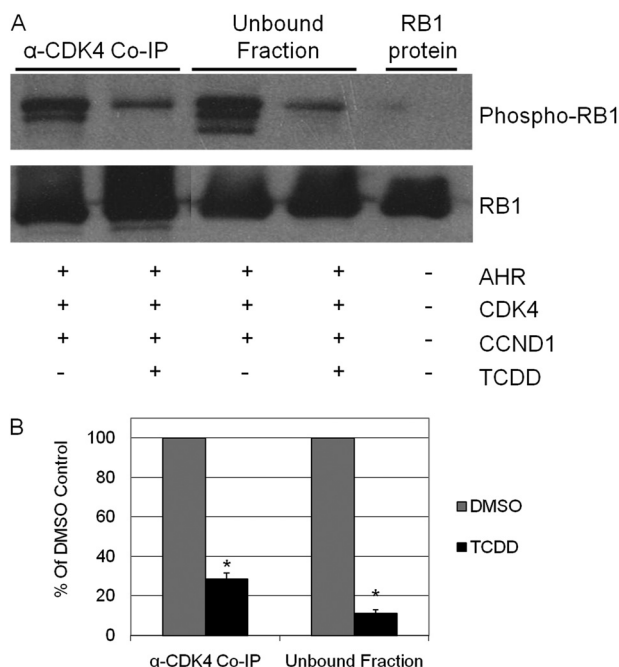 A
α-CDK4 Co-IP
Unbound
Fraction
RB1
protein
Phospho-RB1
RB1
+ + + + - AHR
+ + + + - CDK4
+ + + + - CCND1
- + - + - TCDD
B
% Of DMSO Control
100
80
60
40
20
0
* *
α-CDK4 Co-IP Unbound Fraction
DMSO
TCDD